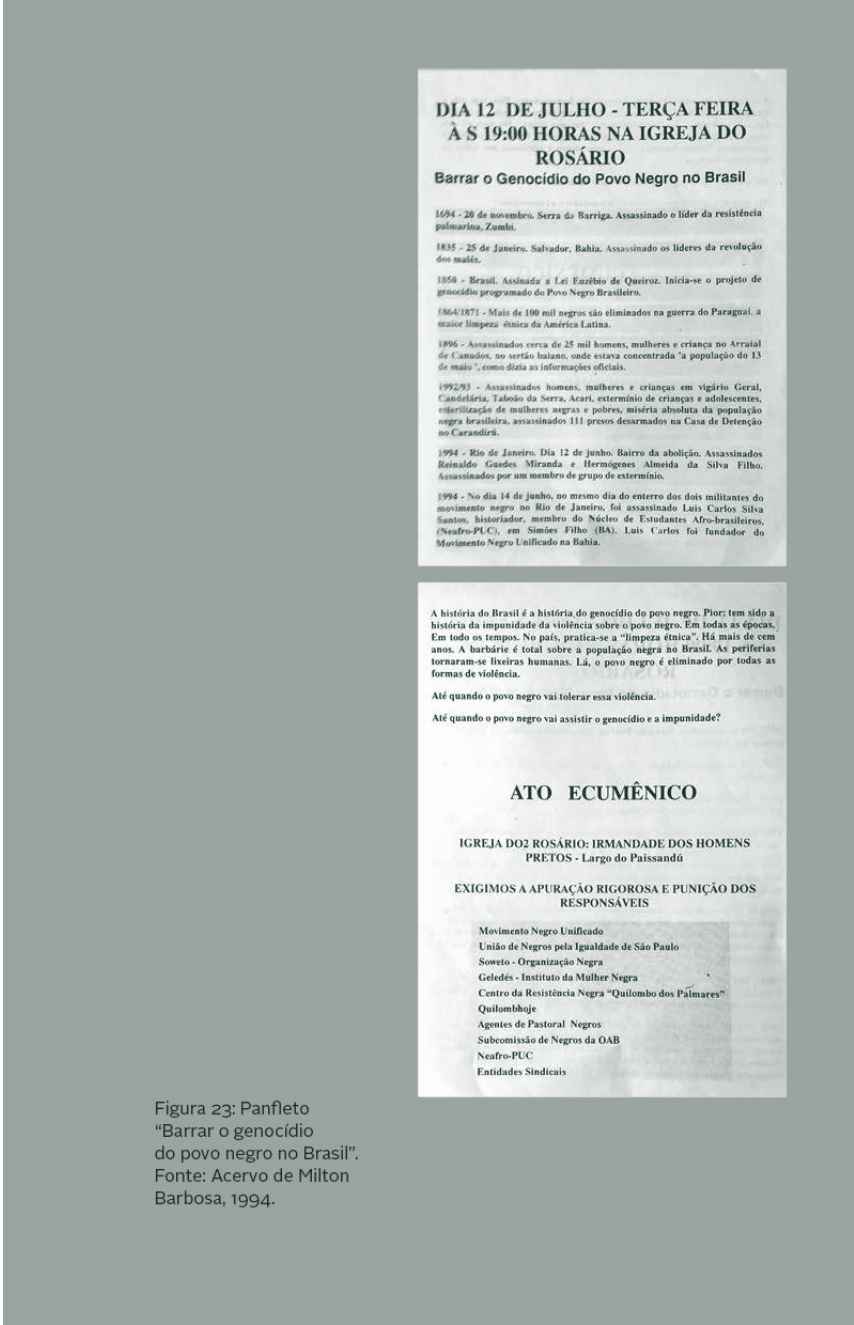 DIA 12 DE JULHO - TERÇA FEIRA
À S 19:00 HORAS NA IGREJA DO
ROSÁRIO
Barrar o Genocídio do Povo Negro no Brasil
1694 - 20 de novembro. Serra da Barriga. Assassinado o líder da resistência
palmarina, Zumbi.
1835 - 25 de Janeiro. Salvador, Bahia. Assassinado os líderes da revolução
dos malês.
1850 - Brasil. Assinada a Lei Euzébio de Queiroz. Inicia-se o projeto de
genocídio programado do Povo Negro Brasileiro.
1864/1871 - Mais de 100 mil negros são eliminados na guerra do Paraguai, a
maior limpeza étnica da América Latina.
1896 - Assassinados cerca de 25 mil homens, mulheres e criança no Arraial
de Canudos, no sertão baiano, onde estava concentrada "a população do 13
de maio", como dizia as informações oficiais.
1992/93 - Assassinados homens, mulheres e crianças em vigário Geral,
Candelária, Taboão da Serra, Acari, extermínio de crianças e adolescentes,
esterilização de mulheres negras e pobres, miséria absoluta da população
negra brasileira, assassinados 111 presos desarmados na Casa de Detenção
no Carandirú.
1994 - Rio de Janeiro. Dia 12 de junho. Bairro da abolição. Assassinados
Reinaldo Guedes Miranda e Hermógenes Almeida da Silva Filho.
Assassinados por um membro de grupo de extermínio.
1994 - No dia 14 de junho, no mesmo dia do enterro dos dois militantes do
movimento negro no Rio de Janeiro, foi assassinado Luis Carlos Silva
Santos, historiador, membro do Núcleo de Estudantes Afro-brasileiros,
(Neafro-PUC), em Simões Filho (BA). Luis Carlos foi fundador do
Movimento Negro Unificado na Bahia.
A história do Brasil é a história do genocídio do povo negro. Pior: tem sido a
história da impunidade da violência sobre o povo negro. Em todas as épocas.
Em todo os tempos. No país, pratica-se a “limpeza étnica”. Há mais de cem
anos. A barbárie é total sobre a população negra no Brasil. As periferias
tornaram-se lixeiras humanas. Lá, o povo negro é eliminado por todas as
formas de violência.
Até quando o povo negro vai tolerar essa violência.
Até quando o povo negro vai assistir o genocídio e a impunidade?
ATO ECUMÊNICO
IGREJA DO2 ROSÁRIO: IRMANDADE DOS HOMENS
PRETOS - Largo do Paissandú
EXIGIMOS A APURAÇÃO RIGOROSA E PUNIÇÃO DOS
RESPONSÁVEIS
Movimento Negro Unificado
União de Negros pela Igualdade de São Paulo
Soweto - Organização Negra
Geledés - Instituto da Mulher Negra
Centro da Resistência Negra “Quilombo dos Palmares”
Quilombhoje
Agentes de Pastoral Negros
Subcomissão de Negros da OAB
Neafro-PUC
Entidades Sindicais
Figura 23: Panfleto
“Barrar o genocídio
do povo negro no Brasil”.
Fonte: Acervo de Milton
Barbosa, 1994.